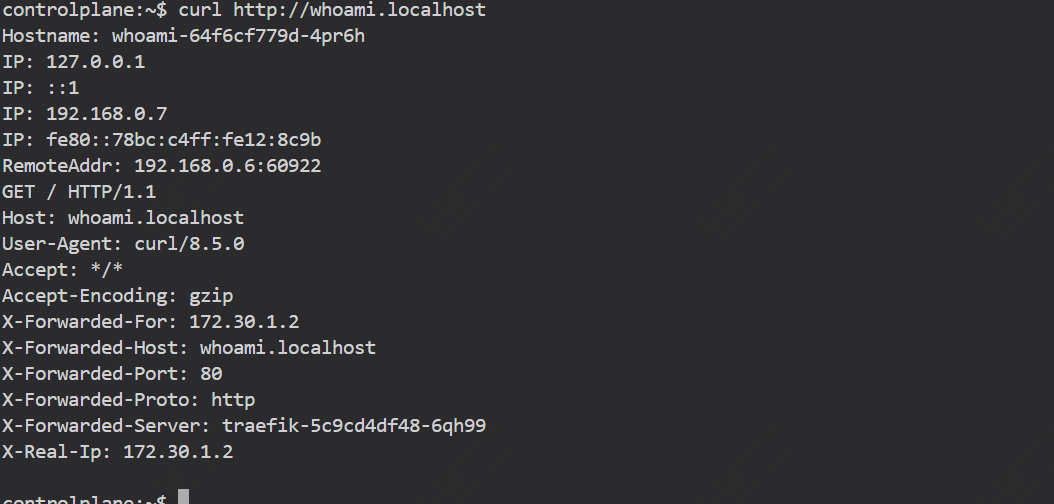 controlplane:~$ curl http://whoami.localhost
Hostname: whoami-64f6cf779d-4pr6h
IP: 127.0.0.1
IP: ::1
IP: 192.168.0.7
IP: fe80::78bc:c4ff:fe12:8c9b
RemoteAddr: 192.168.0.6:60922
GET / HTTP/1.1
Host: whoami.localhost
User-Agent: curl/8.5.0
Accept: */*
Accept-Encoding: gzip
X-Forwarded-For: 172.30.1.2
X-Forwarded-Host: whoami.localhost
X-Forwarded-Port: 80
X-Forwarded-Proto: http
X-Forwarded-Server: traefik-5c9cd4df48-6qh99
X-Real-Ip: 172.30.1.2
controlplane:~$